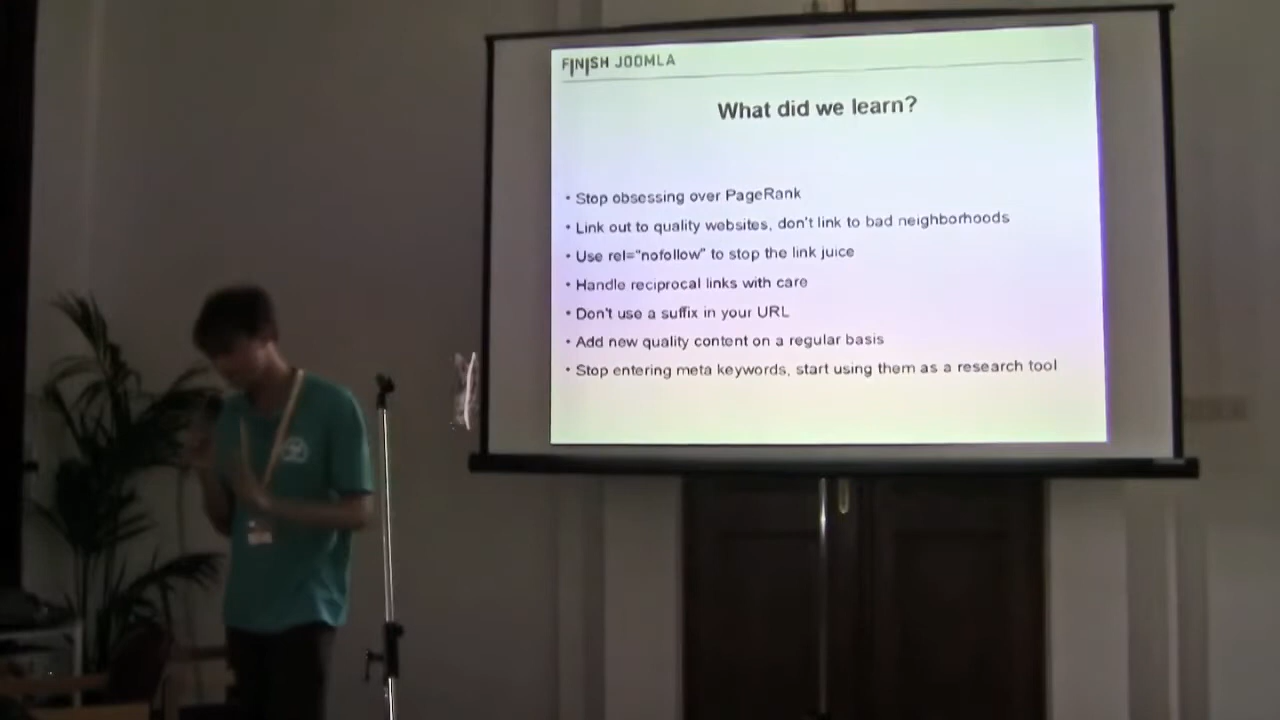 FINISH JOOMLA
What did we learn?
• Stop obsessing over PageRank
• Link out to quality websites, don't link to bad neighborhoods
• Use rel="nofollow" to stop the link juice
• Handle reciprocal links with care
• Don't use a suffix in your URL
• Add new quality content on a regular basis
• Stop entering meta keywords, start using them as a research tool